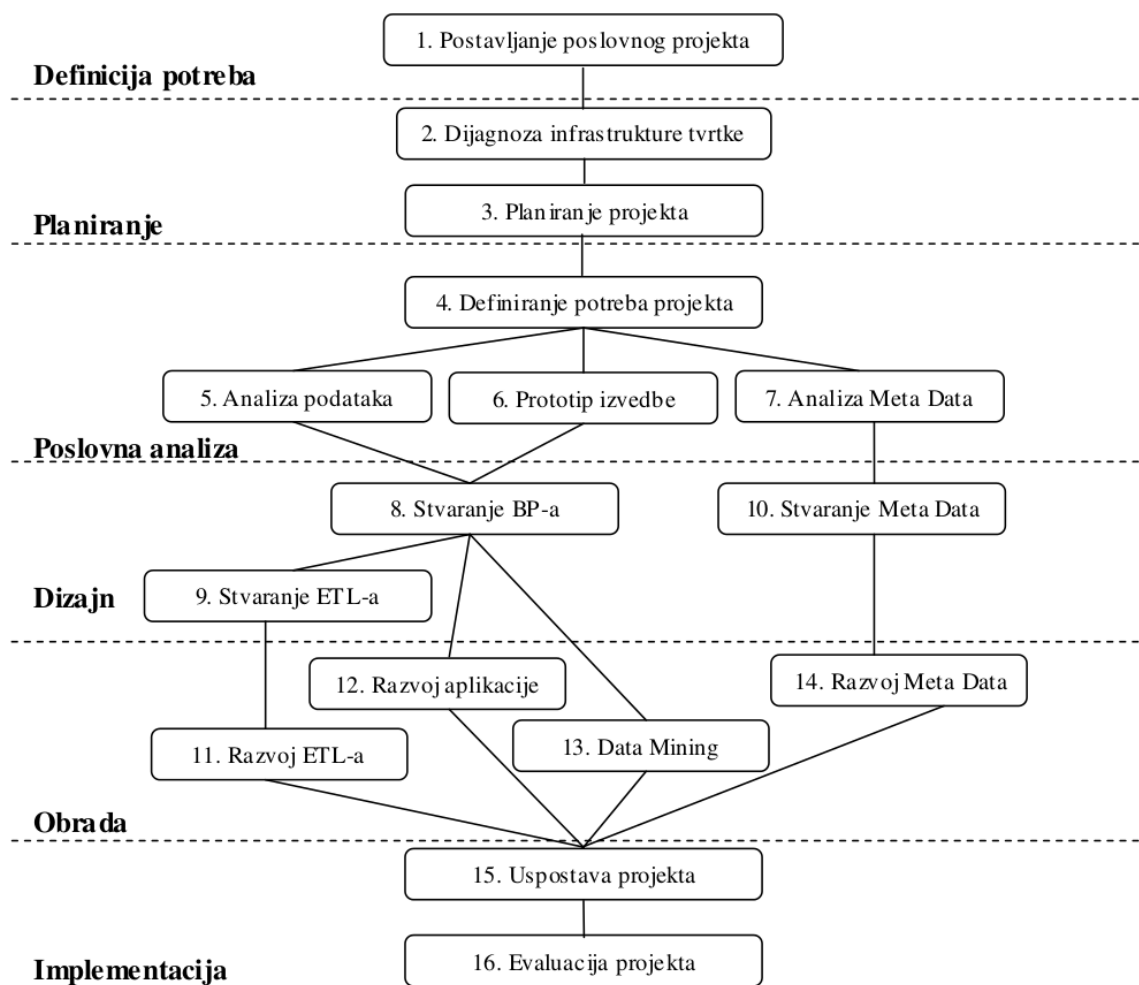 1. Postavljanje poslovnog projekta
Definicija potreba
2. Dijagnoza infrastrukture tvrtke
3. Planiranje projekta
Planiranje
4. Definiranje potreba projekta
5. Analiza podataka
6. Prototip izvedbe
7. Analiza Meta Data
Poslovna analiza
8. Stvaranje BP-a
10. Stvaranje Meta Data
9. Stvaranje ETL-a
Dizajn
12. Razvoj aplikacije
14. Razvoj Meta Data
11. Razvoj ETL-a
13. Data Mining
Obrada
15. Uspostava projekta
16. Evaluacija projekta
Implementacija